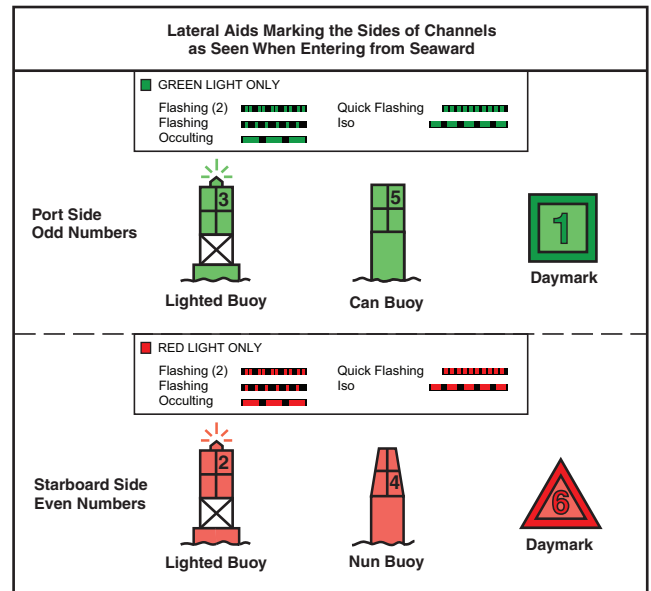 Lateral Aids Marking the Sides of Channels
as Seen When Entering from Seaward
GREEN LIGHT ONLY
Flashing (2)
Quick Flashing
Flashing
Iso
Occulting
Port Side
Odd Numbers
3
5
1
Lighted Buoy
Can Buoy
Daymark
RED LIGHT ONLY
Flashing (2)
Quick Flashing
Flashing
Iso
Occulting
Starboard Side
Even Numbers
2
4
6
Lighted Buoy
Nun Buoy
Daymark